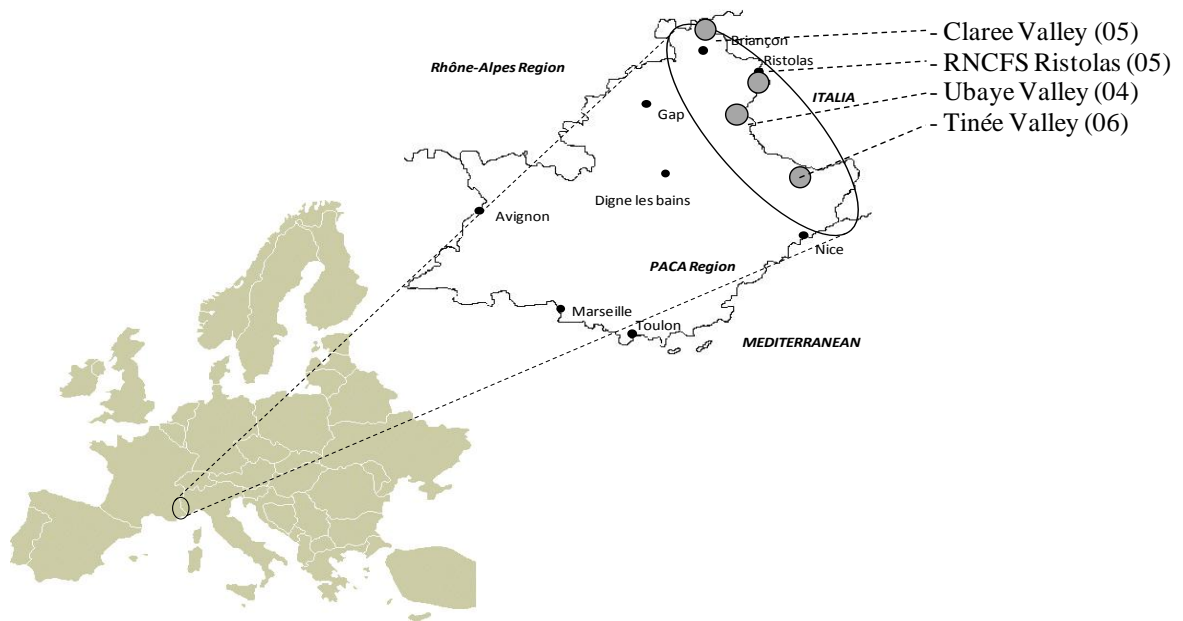 - Claree Valley (05)
- RNCFS Ristolas (05)
- Ubaye Valley (04)
- Tinée Valley (06)
Briançon
Rhône-Alpes Region
Ristolas
ITALIA
Gap
Digne les bains
Avignon
Nice
PACA Region
Marseille
Toulon
MEDITERRANEAN